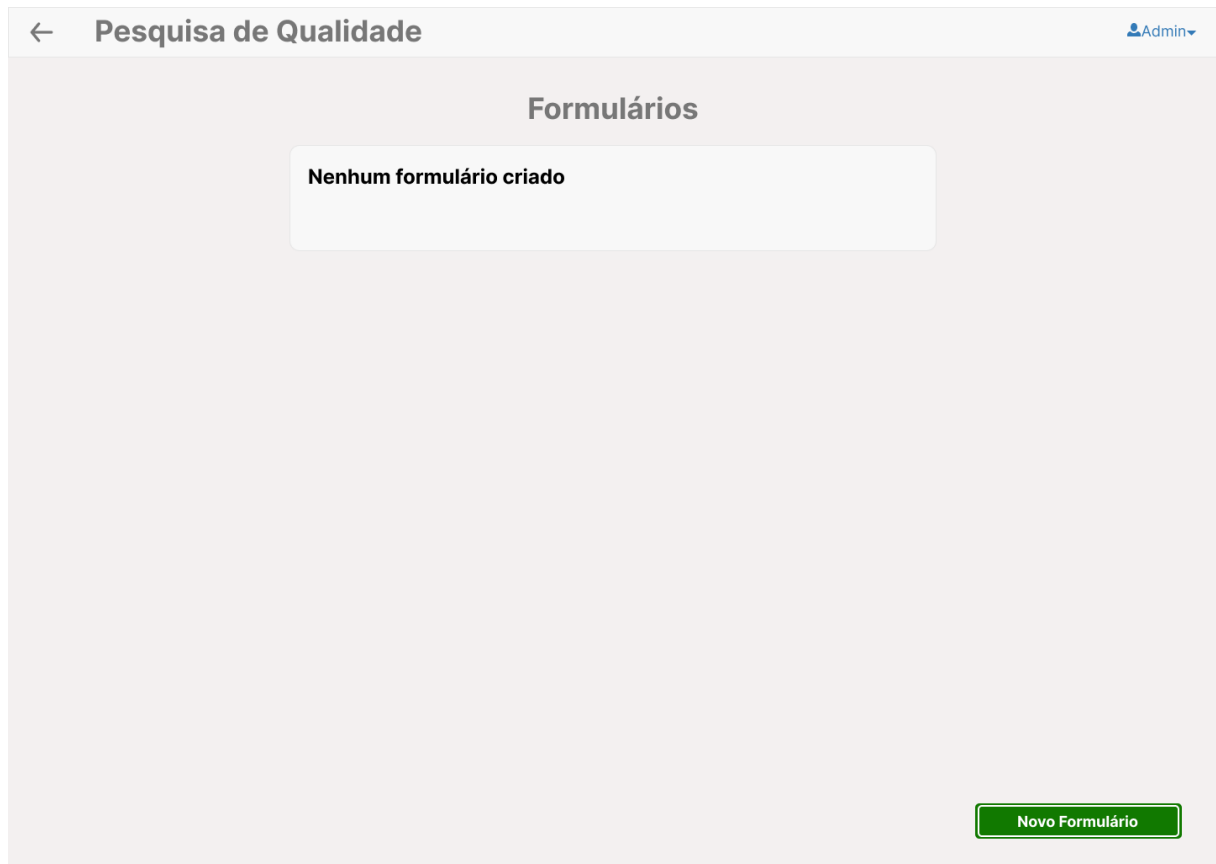 Pesquisa de Qualidade
Admin
Formulários
Nenhum formulário criado
Novo Formulário